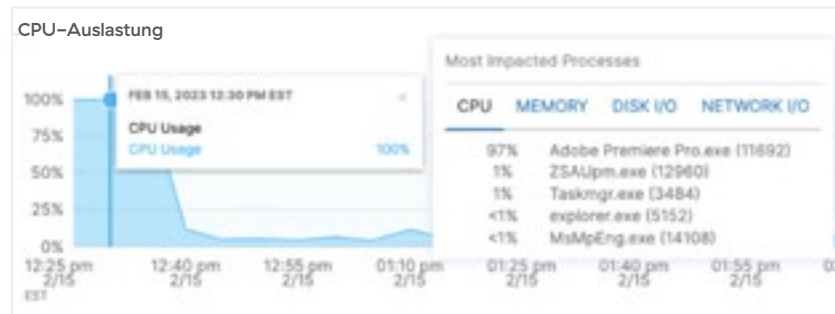 CPU-Auslastung
Most Impacted Processes
CPU MEMORY DISK I/O NETWORK I/O
97% Adobe Premiere Pro.exe (11692)
1% ZSAUpm.exe (12960)
1% Taskmgr.exe (3484)
<1% explorer.exe (5152)
<1% MsMpEng.exe (14108)
FEB 15, 2023 12:30 PM EST
CPU Usage
CPU Usage 100%
100%
75%
50%
25%
0%
12:25 pm 12:40 pm 12:55 pm 01:10 pm 01:25 pm 01:40 pm 01:55 pm
2/15 2/15 2/15 2/15 2/15 2/15 2/15
EST